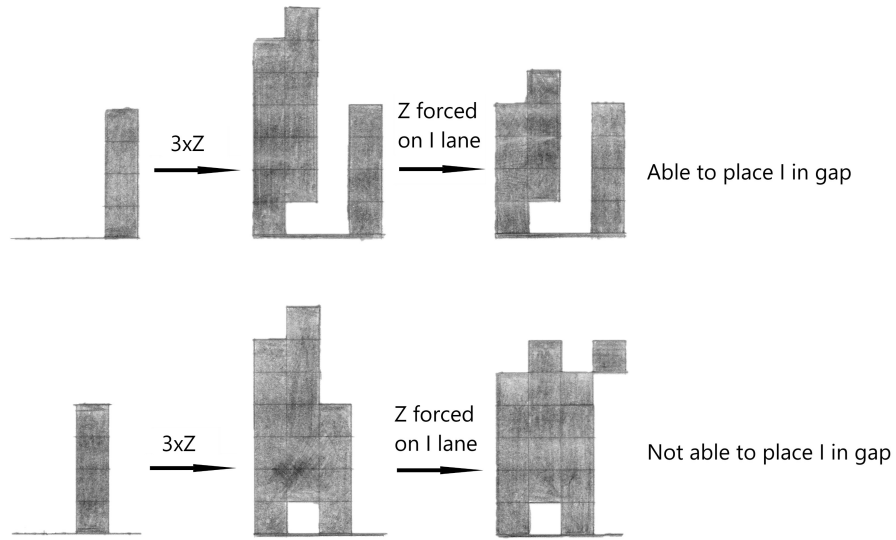 3xZ
Z forced
on I lane
Able to place I in gap
3xZ
Z forced
on I lane
Not able to place I in gap